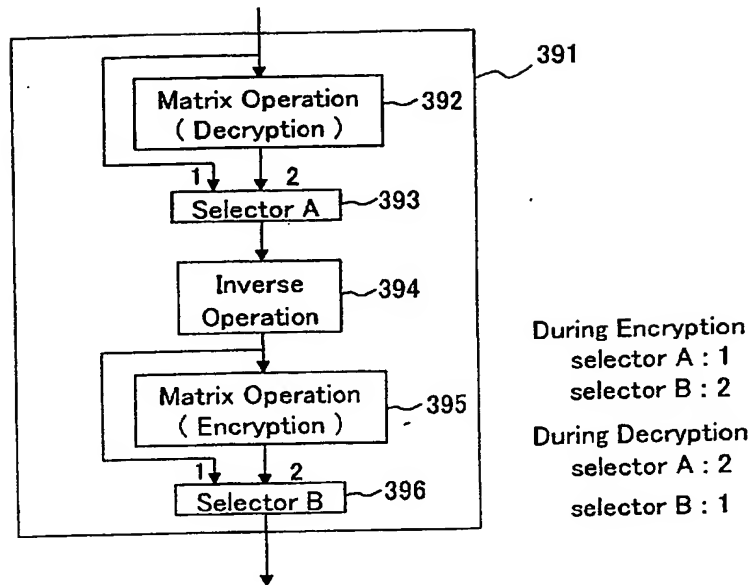 391
Matrix Operation
( Decryption )
392
1
2
Selector A
393
Inverse
Operation
394
Matrix Operation
( Encryption )
395
1
2
Selector B
396
During Encryption
selector A : 1
selector B : 2
During Decryption
selector A : 2
selector B : 1